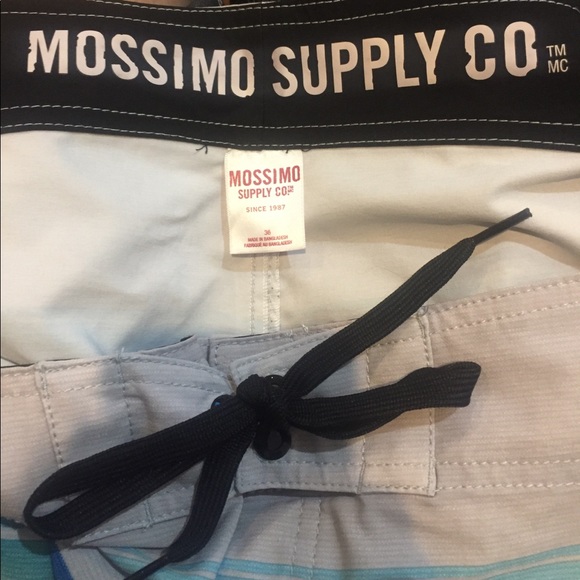 MOSSIMO SUPPLY CO TM MC
MOSSIMO
SUPPLY CO
SINCE 1987
36
MADE IN BANGLADESH
FABRIQUÉ AU BANGLADESH